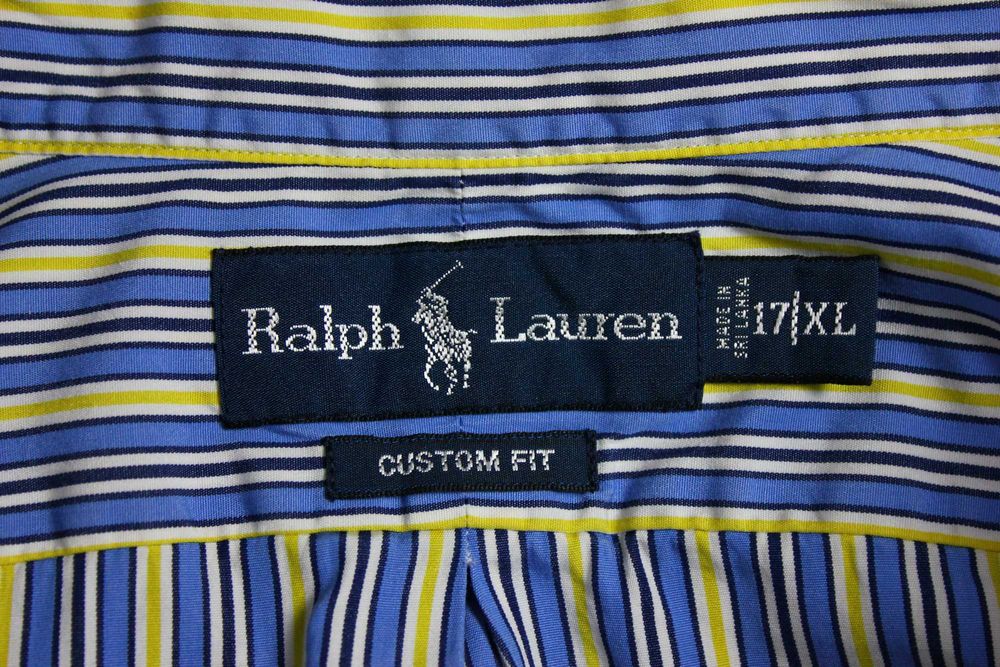 Ralph Lauren
MADE IN
SRI LANKA
17/XL
CUSTOM FIT